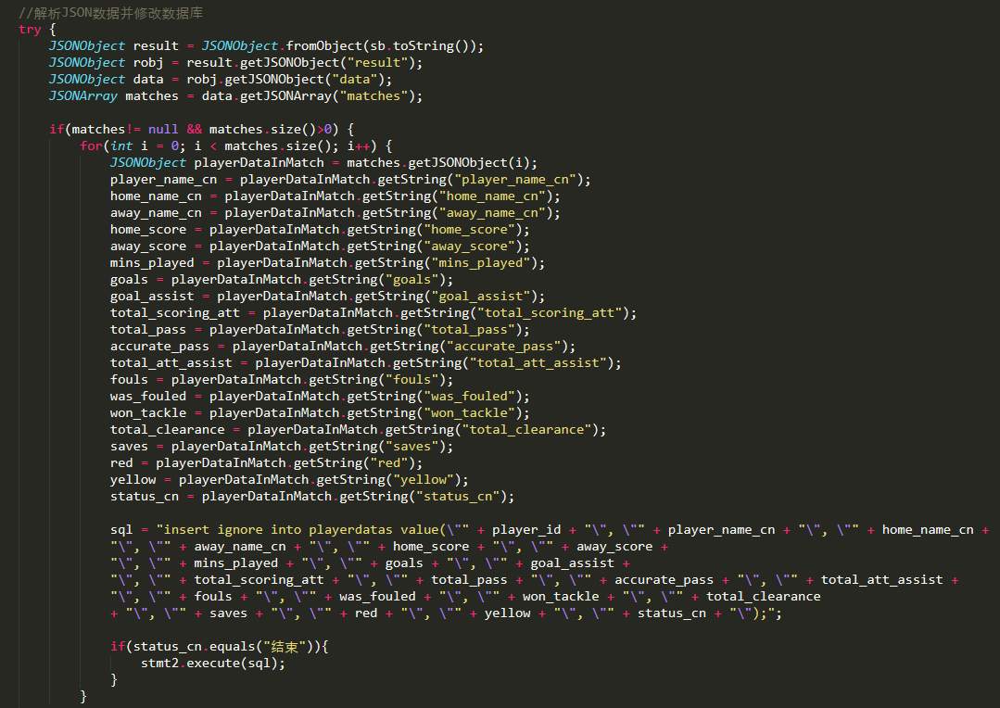 //解析JSON数据并修改数据库
try {
JSONObject result = JSONObject.fromObject(sb.toString());
JSONObject robj = result.getJSONObject("result");
JSONObject data = robj.getJSONObject("data");
JSONArray matches = data.getJSONArray("matches");
if(matches!= null && matches.size()>0) {
for(int i = 0; i < matches.size(); i++) {
JSONObject playerDataInMatch = matches.getJSONObject(i);
player_name_cn = playerDataInMatch.getString("player_name_cn");
home_name_cn = playerDataInMatch.getString("home_name_cn");
away_name_cn = playerDataInMatch.getString("away_name_cn");
home_score = playerDataInMatch.getString("home_score");
away_score = playerDataInMatch.getString("away_score");
mins_played = playerDataInMatch.getString("mins_played");
goals = playerDataInMatch.getString("goals");
goal_assist = playerDataInMatch.getString("goal_assist");
total_scoring_att = playerDataInMatch.getString("total_scoring_att");
total_pass = playerDataInMatch.getString("total_pass");
accurate_pass = playerDataInMatch.getString("accurate_pass");
total_att_assist = playerDataInMatch.getString("total_att_assist");
fouls = playerDataInMatch.getString("fouls");
was_fouled = playerDataInMatch.getString("was_fouled");
won_tackle = playerDataInMatch.getString("won_tackle");
total_clearance = playerDataInMatch.getString("total_clearance");
saves = playerDataInMatch.getString("saves");
red = playerDataInMatch.getString("red");
yellow = playerDataInMatch.getString("yellow");
status_cn = playerDataInMatch.getString("status_cn");
sql = "insert ignore into playerdatas value(\"" + player_id + "\", \"" + player_name_cn + "\", \"" + home_name_cn +
"\", \"" + away_name_cn + "\", \"" + home_score + "\", \"" + away_score +
"\", \"" + mins_played + "\", \"" + goals + "\", \"" + goal_assist +
"\", \"" + total_scoring_att + "\", \"" + total_pass + "\", \"" + accurate_pass + "\", \"" + total_att_assist +
"\", \"" + fouls + "\", \"" + was_fouled + "\", \"" + won_tackle + "\", \"" + total_clearance
+ "\", \"" + saves + "\", \"" + red + "\", \"" + yellow + "\", \"" + status_cn + "\");";
if(status_cn.equals("结束")){
stmt2.execute(sql);
}
}